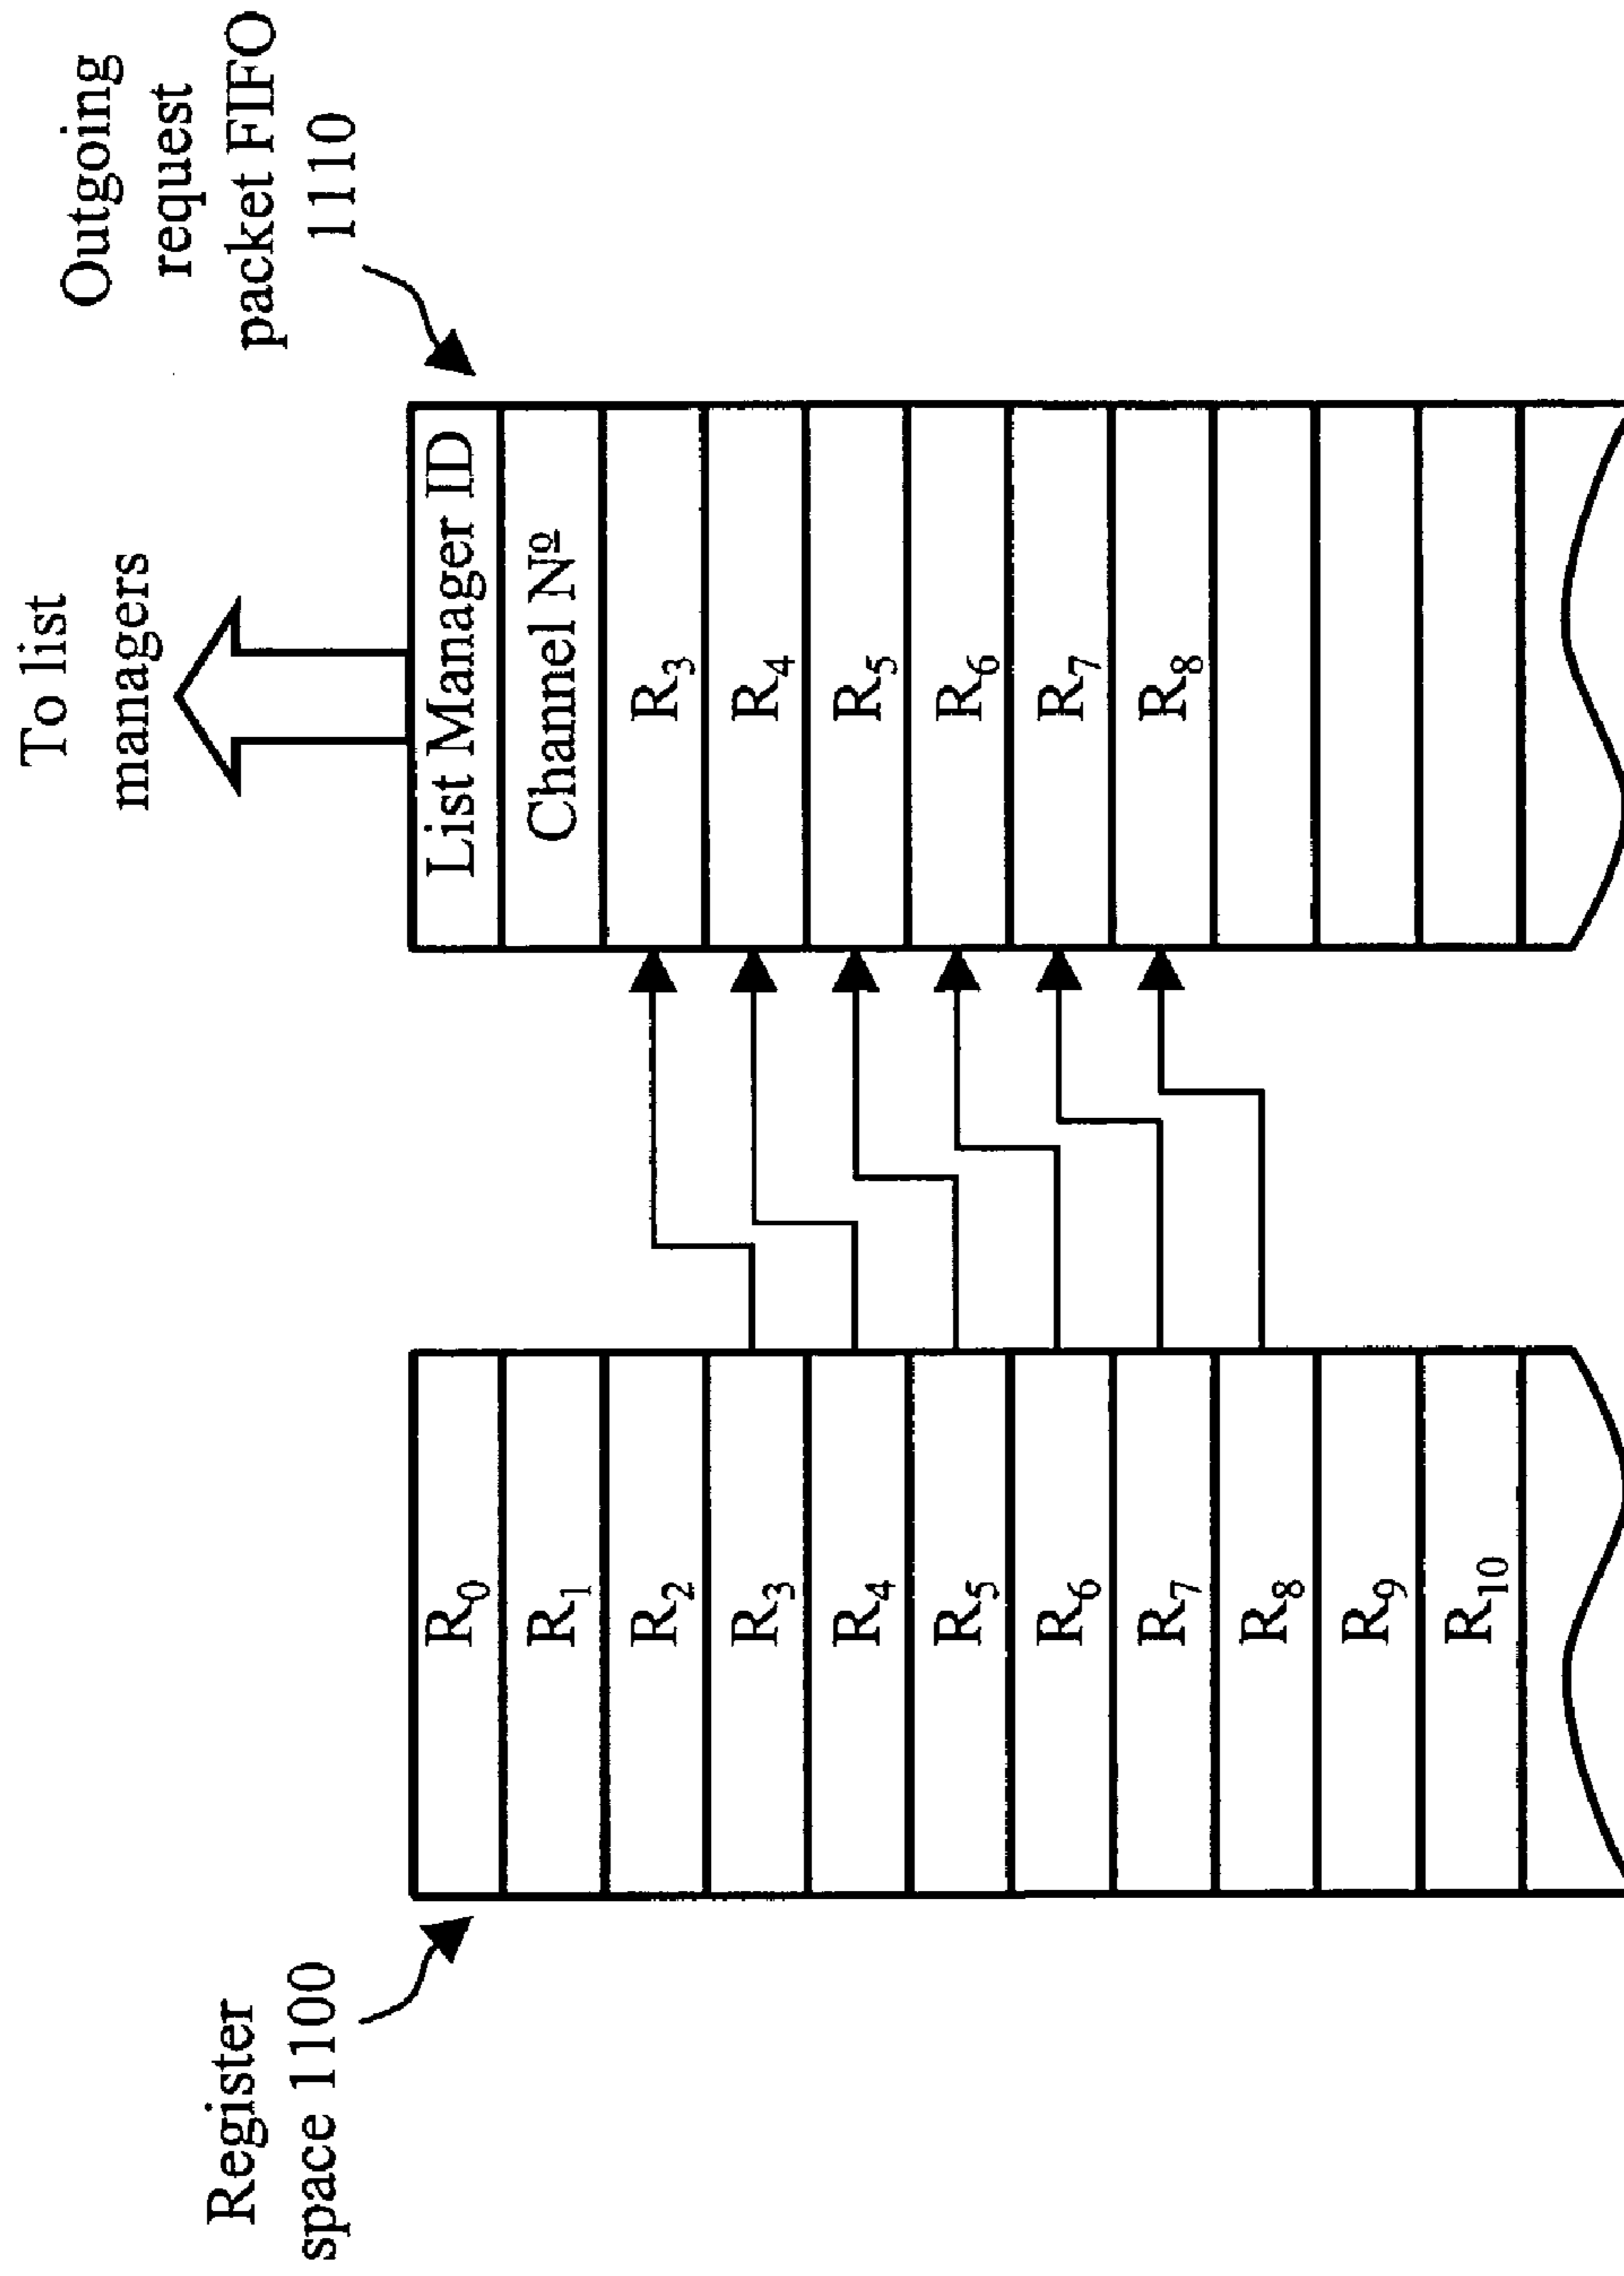 To list
managers
Outgoing
request
packet FIFO
1110
Register
space 1100
R0
R1
R2
R3
R4
R5
R6
R7
R8
R9
R10
List Manager ID
Channel Nº
R3
R4
R5
R6
R7
R8